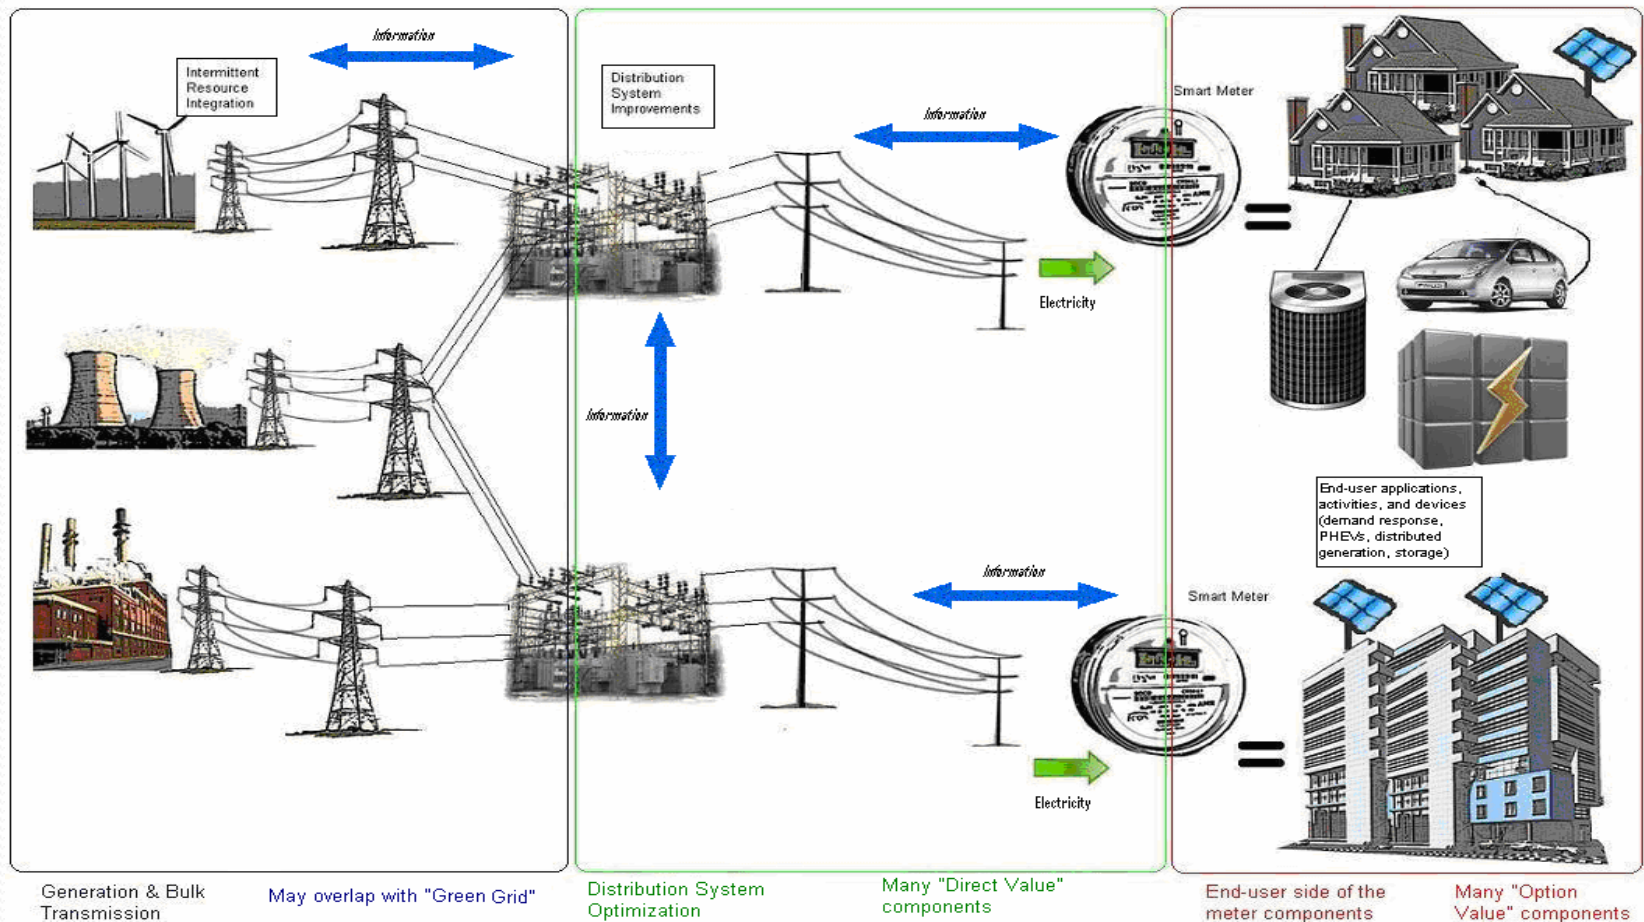 Information
Intermittent
Resource
Integration
Distribution
System
Improvements
Information
Smart Meter
Electricity
Information
End-user applications,
activities, and devices
(demand response,
PHEVs, distributed
generation, storage)
Information
Smart Meter
Electricity
Generation & Bulk
Transmission
May overlap with "Green Grid"
Distribution System
Optimization
Many "Direct Value"
components
End-user side of the
meter components
Many "Option
Value" components